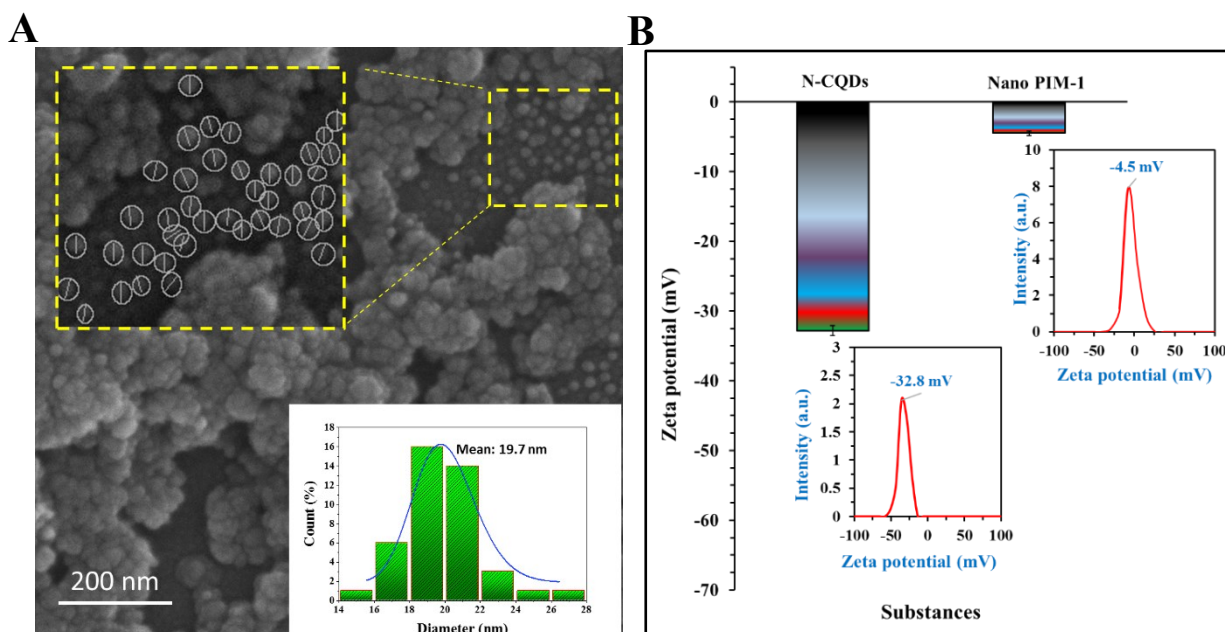 A
200 nm
18
16
14
12
10
8
6
4
2
0
Count (%)
Mean: 19.7 nm
14 16 18 20 22 24 26 28
Diameter (nm)
B
N-CQDs Nano PIM-1
0
-10
-20
-30
-40
-50
-60
-70
Zeta potential (mV)
Substances
10
8
6
4
2
0
Intensity (a.u.)
-4.5 mV
-100 -50 0 50 100
Zeta potential (mV)
3
2.5
2
1.5
1
0.5
0
Intensity (a.u.)
-32.8 mV
-100 -50 0 50 100
Zeta potential (mV)